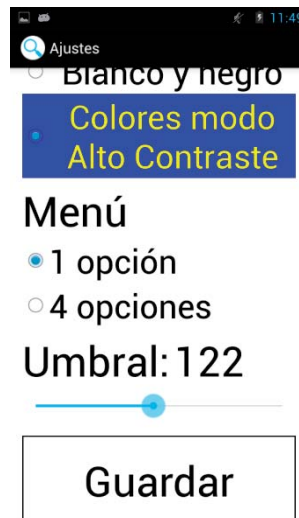 11:49
Ajustes
Blanco y negro
Colores modo
Alto Contraste
Menú
1 opción
4 opciones
Umbral: 122
Guardar